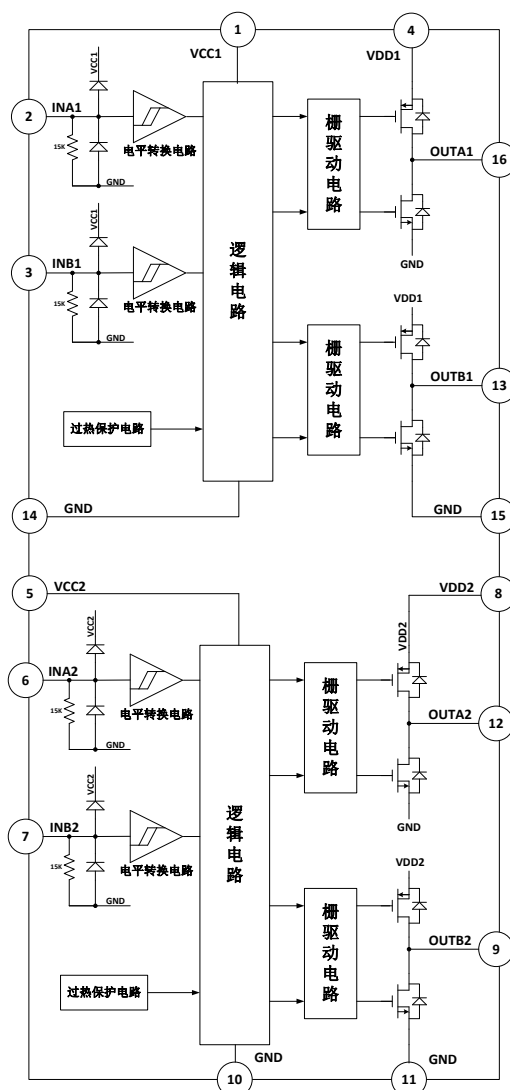 1
4
VCC1
VDD1
VCC1
2
INA1
15K
电平转换电路
GND
栅驱动电路
OUTA1
16
GND
VCC1
3
INB1
15K
电平转换电路
GND
逻辑电路
VDD1
栅驱动电路
OUTB1
13
过热保护电路
14
GND
GND
15
5
VCC2
VDD2
8
VCC2
VDD2
6
INA2
15K
电平转换电路
GND
栅驱动电路
OUTA2
12
GND
VCC2
7
INB2
15K
电平转换电路
GND
逻辑电路
VDD2
栅驱动电路
OUTB2
9
过热保护电路
GND
GND
10
11